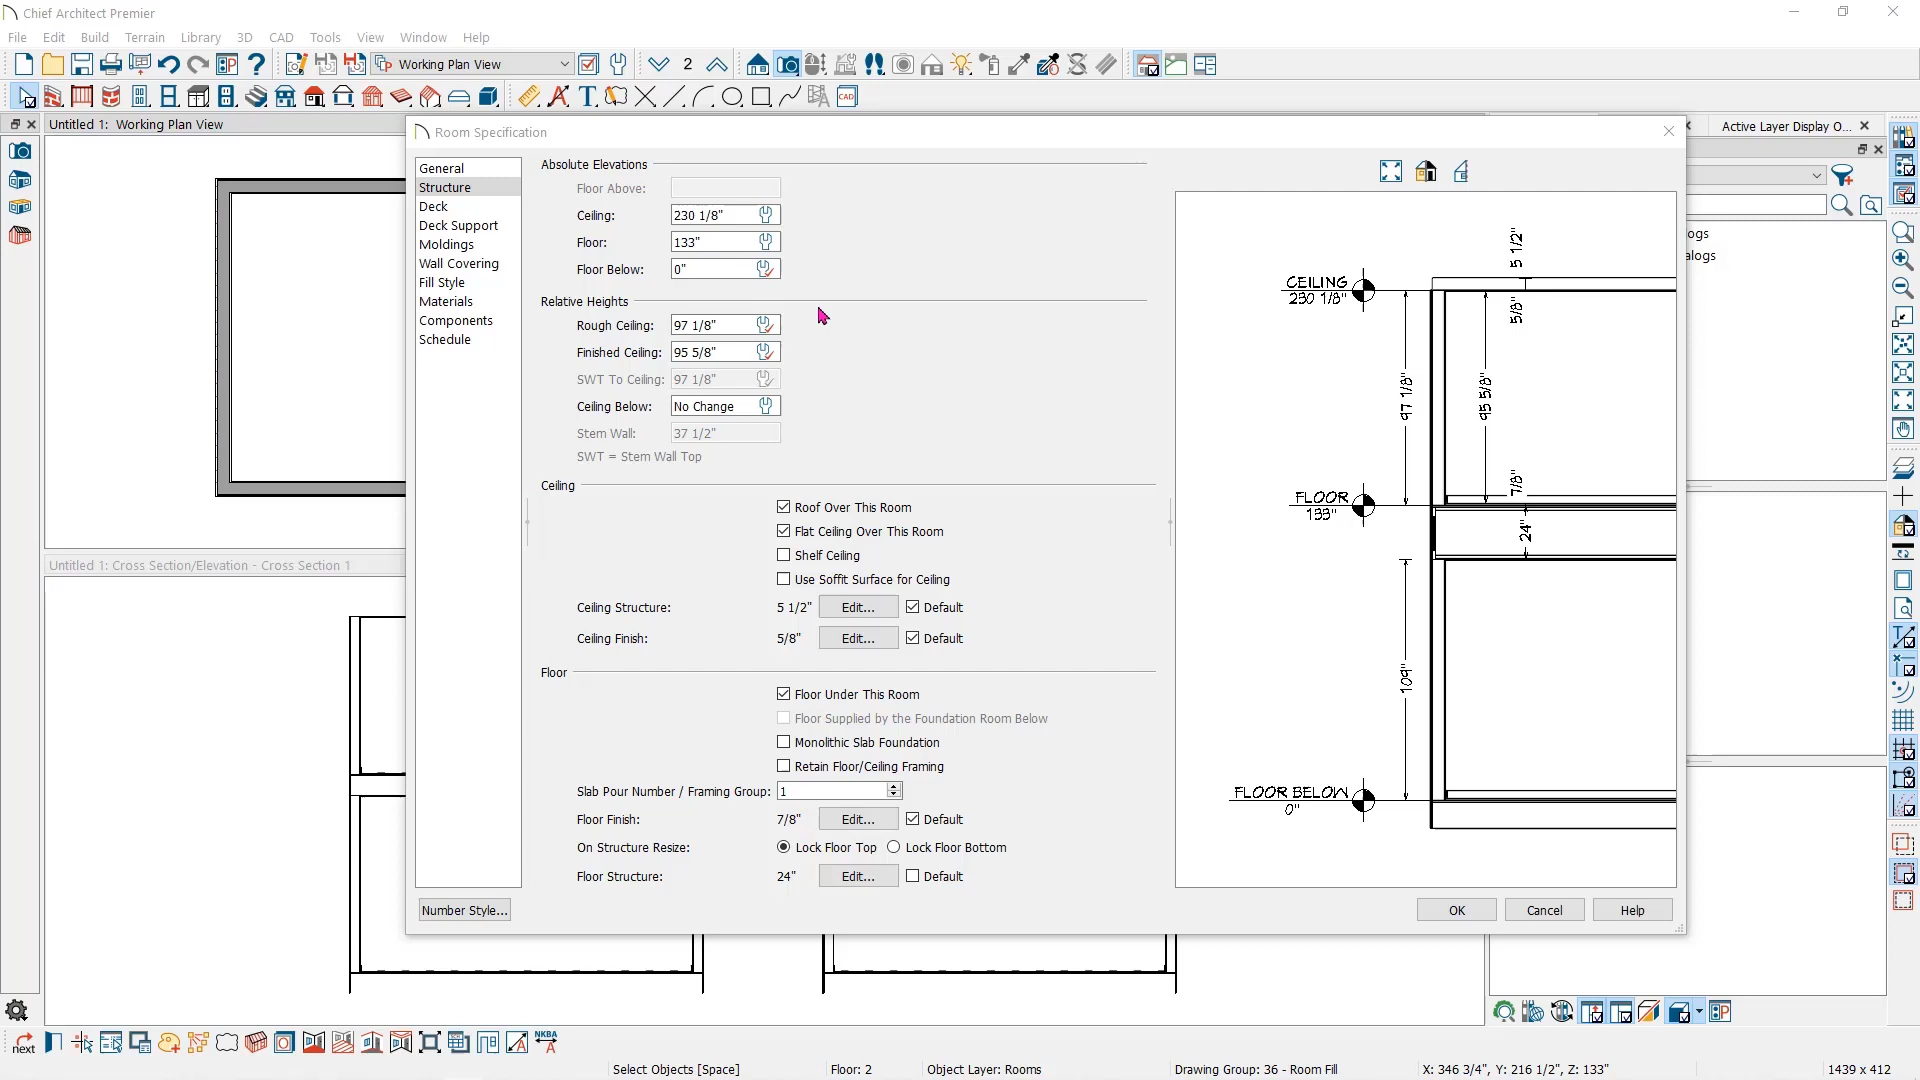 Chief Architect Premier
File Edit Build Terrain Library 3D CAD Tools View Window Help
Working Plan View
2
T
CAD
Untitled 1: Working Plan View
Active Layer Display O...
Room Specification
General
Structure
Deck
Deck Support
Moldings
Wall Covering
Fill Style
Materials
Components
Schedule
Number Style...
Absolute Elevations
Floor Above:
Ceiling: 230 1/8"
Floor: 133"
Floor Below: 0"
Relative Heights
Rough Ceiling: 97 1/8"
Finished Ceiling: 95 5/8"
SWT To Ceiling: 97 1/8"
Ceiling Below: No Change
Stem Wall: 37 1/2"
SWT = Stem Wall Top
Ceiling
Roof Over This Room
Flat Ceiling Over This Room
Shelf Ceiling
Use Soffit Surface for Ceiling
Ceiling Structure: 5 1/2" Edit... Default
Ceiling Finish: 5/8" Edit... Default
Floor
Floor Under This Room
Floor Supplied by the Foundation Room Below
Monolithic Slab Foundation
Retain Floor/Ceiling Framing
Slab Pour Number / Framing Group: 1
Floor Finish: 7/8" Edit... Default
On Structure Resize: Lock Floor Top Lock Floor Bottom
Floor Structure: 24" Edit... Default
5 1/2"
CEILING
230 1/8"
5/8"
97 1/8"
95 5/8"
7/8"
FLOOR
133"
24"
109"
FLOOR BELOW
0"
OK Cancel Help
ogs
alogs
Untitled 1: Cross Section/Elevation - Cross Section 1
next
NKBA
A
Select Objects [Space] Floor: 2 Object Layer: Rooms Drawing Group: 36 - Room Fill X: 346 3/4", Y: 216 1/2", Z: 133" 1439 x 412